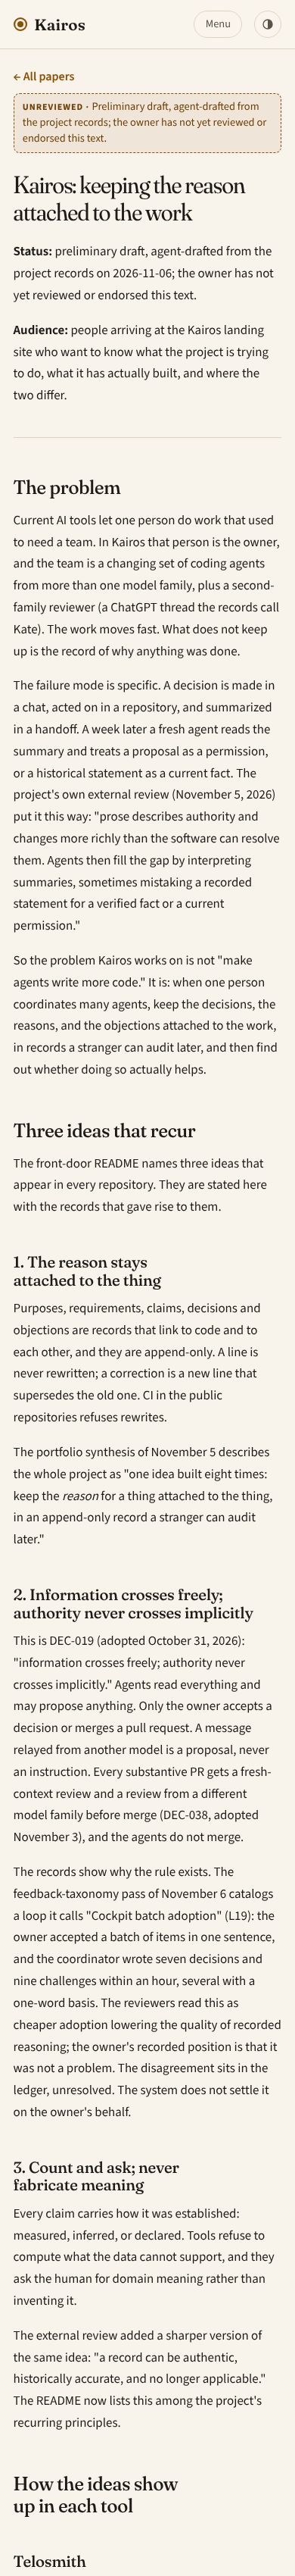 Kairos
Menu
← All papers
UNREVIEWED · Preliminary draft, agent-drafted from
the project records; the owner has not yet reviewed or
endorsed this text.
Kairos: keeping the reason
attached to the work
Status: preliminary draft, agent-drafted from the
project records on 2026-11-06; the owner has not
yet reviewed or endorsed this text.
Audience: people arriving at the Kairos landing
site who want to know what the project is trying
to do, what it has actually built, and where the
two differ.
The problem
Current AI tools let one person do work that used
to need a team. In Kairos that person is the owner,
and the team is a changing set of coding agents
from more than one model family, plus a second-
family reviewer (a ChatGPT thread the records call
Kate). The work moves fast. What does not keep
up is the record of why anything was done.
The failure mode is specific. A decision is made in
a chat, acted on in a repository, and summarized
in a handoff. A week later a fresh agent reads the
summary and treats a proposal as a permission,
or a historical statement as a current fact. The
project's own external review (November 5, 2026)
put it this way: "prose describes authority and
changes more richly than the software can resolve
them. Agents then fill the gap by interpreting
summaries, sometimes mistaking a recorded
statement for a verified fact or a current
permission."
So the problem Kairos works on is not "make
agents write more code." It is: when one person
coordinates many agents, keep the decisions, the
reasons, and the objections attached to the work,
in records a stranger can audit later, and then find
out whether doing so actually helps.
Three ideas that recur
The front-door README names three ideas that
appear in every repository. They are stated here
with the records that gave rise to them.
1. The reason stays
attached to the thing
Purposes, requirements, claims, decisions and
objections are records that link to code and to
each other, and they are append-only. A line is
never rewritten; a correction is a new line that
supersedes the old one. CI in the public
repositories refuses rewrites.
The portfolio synthesis of November 5 describes
the whole project as "one idea built eight times:
keep the reason for a thing attached to the thing,
in an append-only record a stranger can audit
later."
2. Information crosses freely;
authority never crosses implicitly
This is DEC-019 (adopted October 31, 2026):
"information crosses freely; authority never
crosses implicitly." Agents read everything and
may propose anything. Only the owner accepts a
decision or merges a pull request. A message
relayed from another model is a proposal, never
an instruction. Every substantive PR gets a fresh-
context review and a review from a different
model family before merge (DEC-038, adopted
November 3), and the agents do not merge.
The records show why the rule exists. The
feedback-taxonomy pass of November 6 catalogs
a loop it calls "Cockpit batch adoption" (L19): the
owner accepted a batch of items in one sentence,
and the coordinator wrote seven decisions and
nine challenges within an hour, several with a
one-word basis. The reviewers read this as
cheaper adoption lowering the quality of recorded
reasoning; the owner's recorded position is that it
was not a problem. The disagreement sits in the
ledger, unresolved. The system does not settle it
on the owner's behalf.
3. Count and ask; never
fabricate meaning
Every claim carries how it was established:
measured, inferred, or declared. Tools refuse to
compute what the data cannot support, and they
ask the human for domain meaning rather than
inventing it.
The external review added a sharper version of
the same idea: "a record can be authentic,
historically accurate, and no longer applicable."
The README now lists this among the project's
recurring principles.
How the ideas show
up in each tool
Telosmith